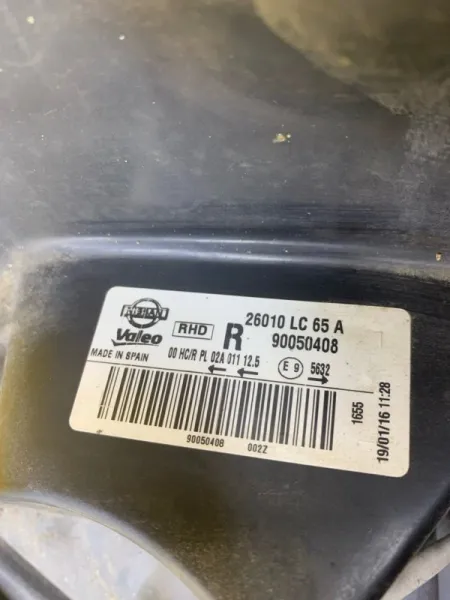 NISSAN
Valeo
RHD
R
26010 LC 65 A
90050408
MADE IN SPAIN
00 HC/R PL 02A 011 12.5
E 9
5632
90050408
002Z
1655
19/01/16 11:28